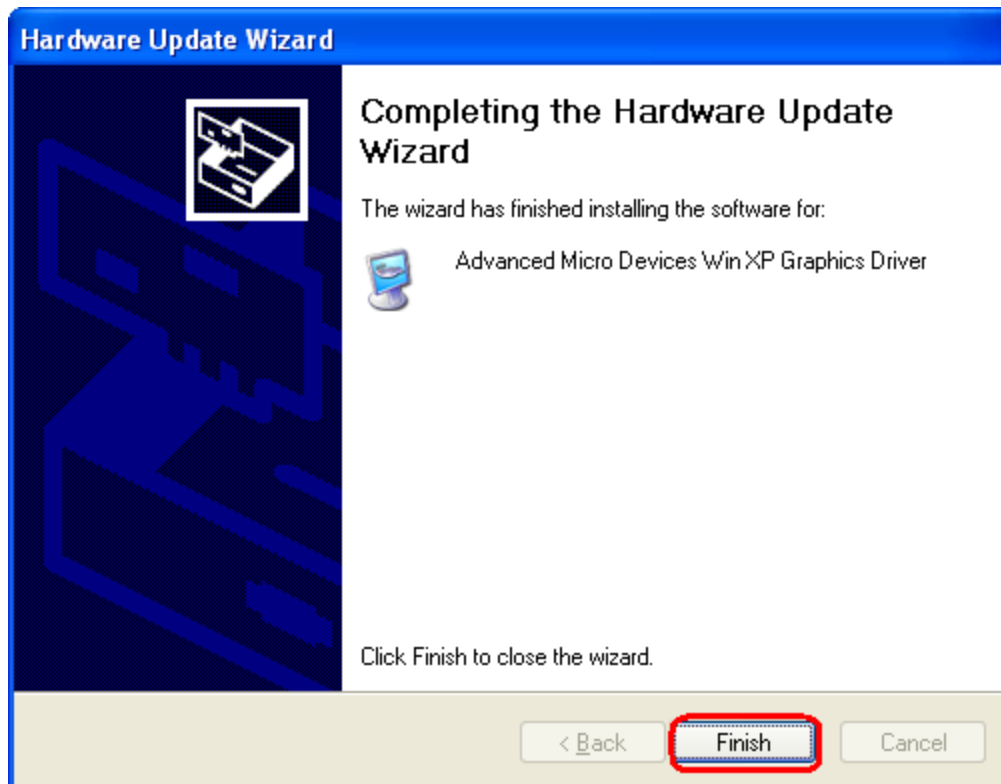 Hardware Update Wizard
Completing the Hardware Update
Wizard
The wizard has finished installing the software for:
Advanced Micro Devices Win XP Graphics Driver
Click Finish to close the wizard.
< Back Finish Cancel